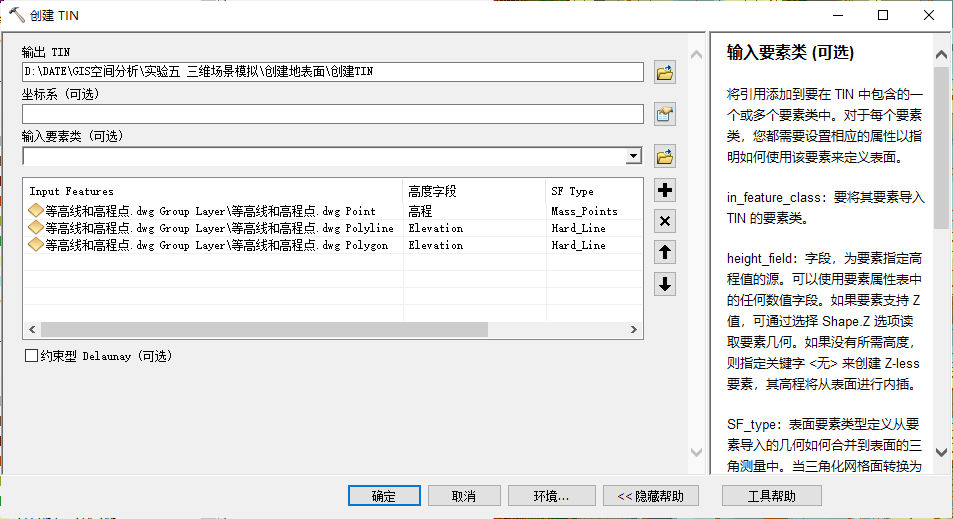 创建 TIN
输出 TIN
D:\DATE\GIS空间分析\实验五 三维场景模拟\创建地表面\创建TIN
坐标系 (可选)
输入要素类 (可选)
Input Features 高度字段 SF Type
等高线和高程点.dwg Group Layer\等高线和高程点.dwg Point 高程 Mass_Points
等高线和高程点.dwg Group Layer\等高线和高程点.dwg Polyline Elevation Hard_Line
等高线和高程点.dwg Group Layer\等高线和高程点.dwg Polygon Elevation Hard_Line
约束型 Delaunay (可选)
输入要素类 (可选)
将引用添加到要在 TIN 中包含的一
个或多个要素类中。对于每个要素
类，您都需要设置相应的属性以指
明如何使用该要素来定义表面。
in_feature_class：要将其要素导入
TIN 的要素类。
height_field：字段，为要素指定高
程值的源。可以使用要素属性表中
的任何数值字段。如果要素支持 Z
值，可通过选择 Shape.Z 选项读
取要素几何。如果没有所需高度，
则指定关键字 <无> 来创建 Z-less
要素，其高程将从表面进行内插。
SF_type：表面要素类型定义从要
素导入的几何如何合并到表面的三
角测量中。当三角化网格面转换为
确定 取消 环境... << 隐藏帮助 工具帮助